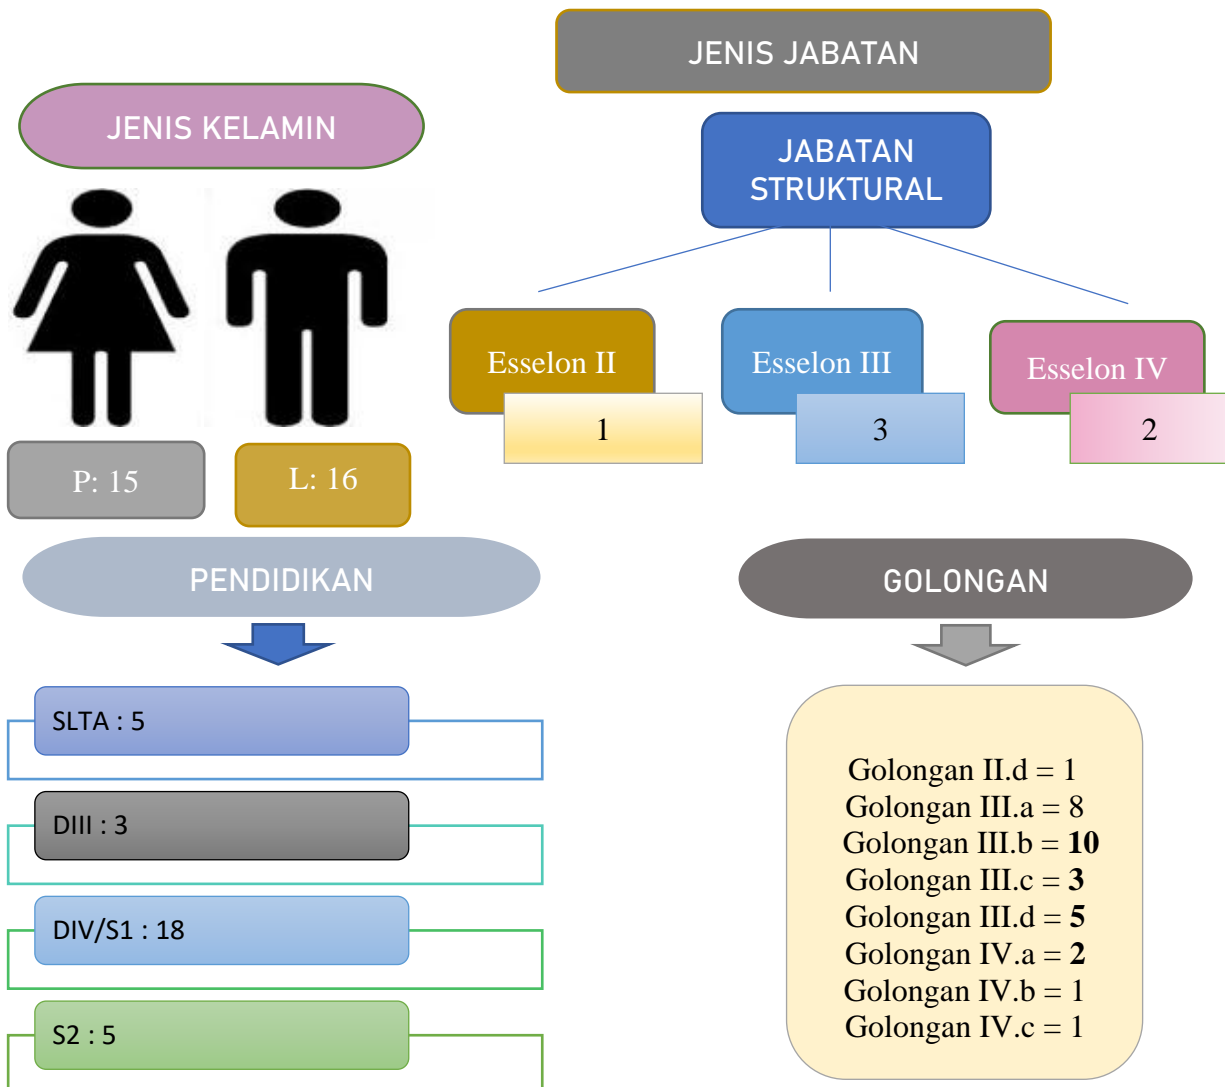 JENIS JABATAN
JENIS KELAMIN
JABATAN
STRUKTURAL
Esselon II
1
Esselon III
3
Esselon IV
2
P: 15
L: 16
PENDIDIKAN
SLTA : 5
DIII : 3
DIV/S1 : 18
S2 : 5
GOLONGAN
Golongan II.d = 1
Golongan III.a = 8
Golongan III.b = 10
Golongan III.c = 3
Golongan III.d = 5
Golongan IV.a = 2
Golongan IV.b = 1
Golongan IV.c = 1